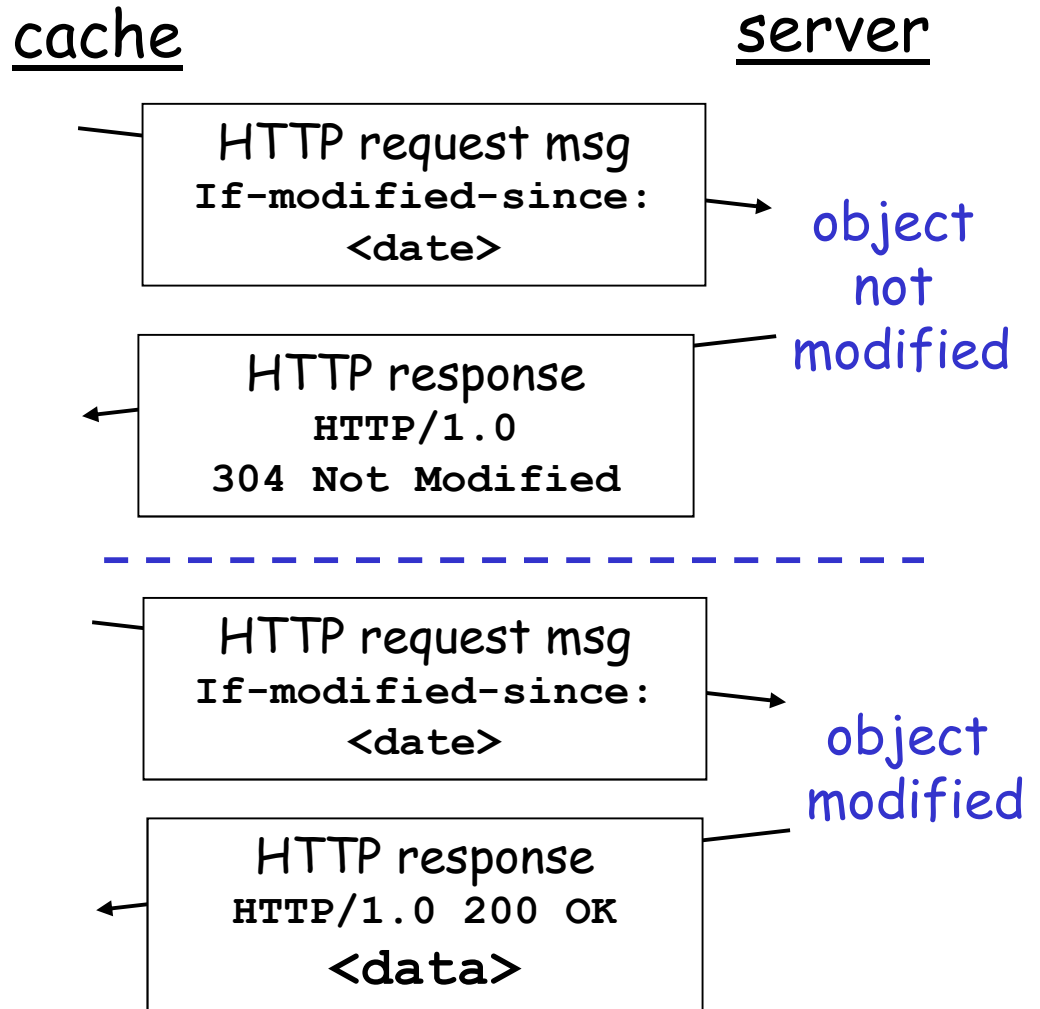 cache
server
HTTP request msg
If-modified-since:
<date>
object
not
modified
HTTP response
HTTP/1.0
304 Not Modified
HTTP request msg
If-modified-since:
<date>
object
modified
HTTP response
HTTP/1.0 200 OK
<data>